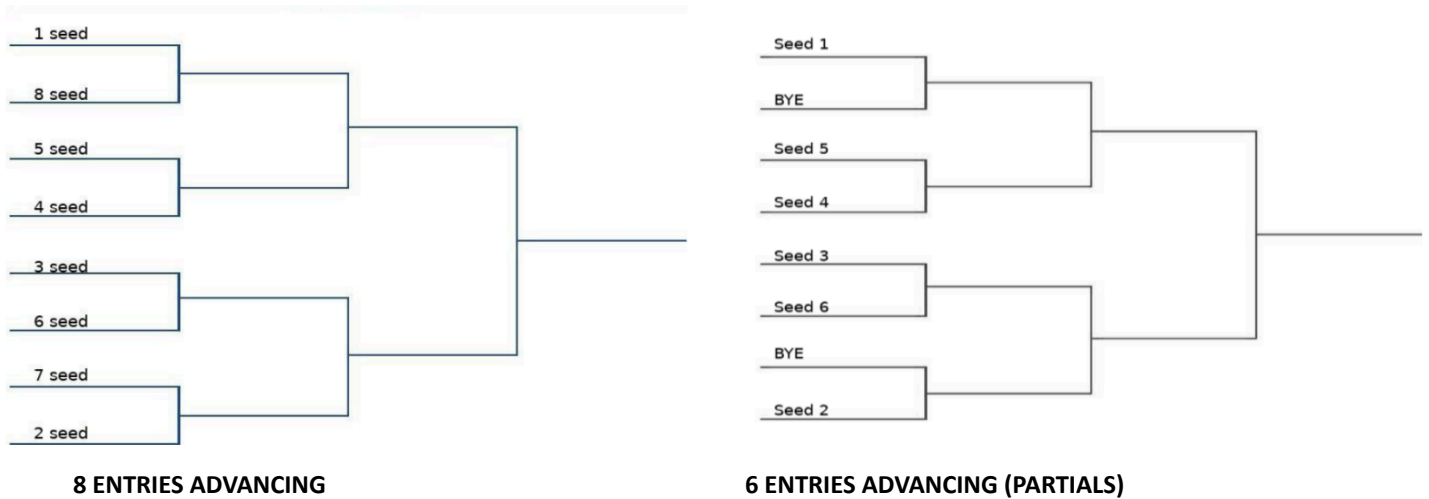 1 seed
8 seed
5 seed
4 seed
3 seed
6 seed
7 seed
2 seed
8 ENTRIES ADVANCING
Seed 1
BYE
Seed 5
Seed 4
Seed 3
Seed 6
BYE
Seed 2
6 ENTRIES ADVANCING (PARTIALS)